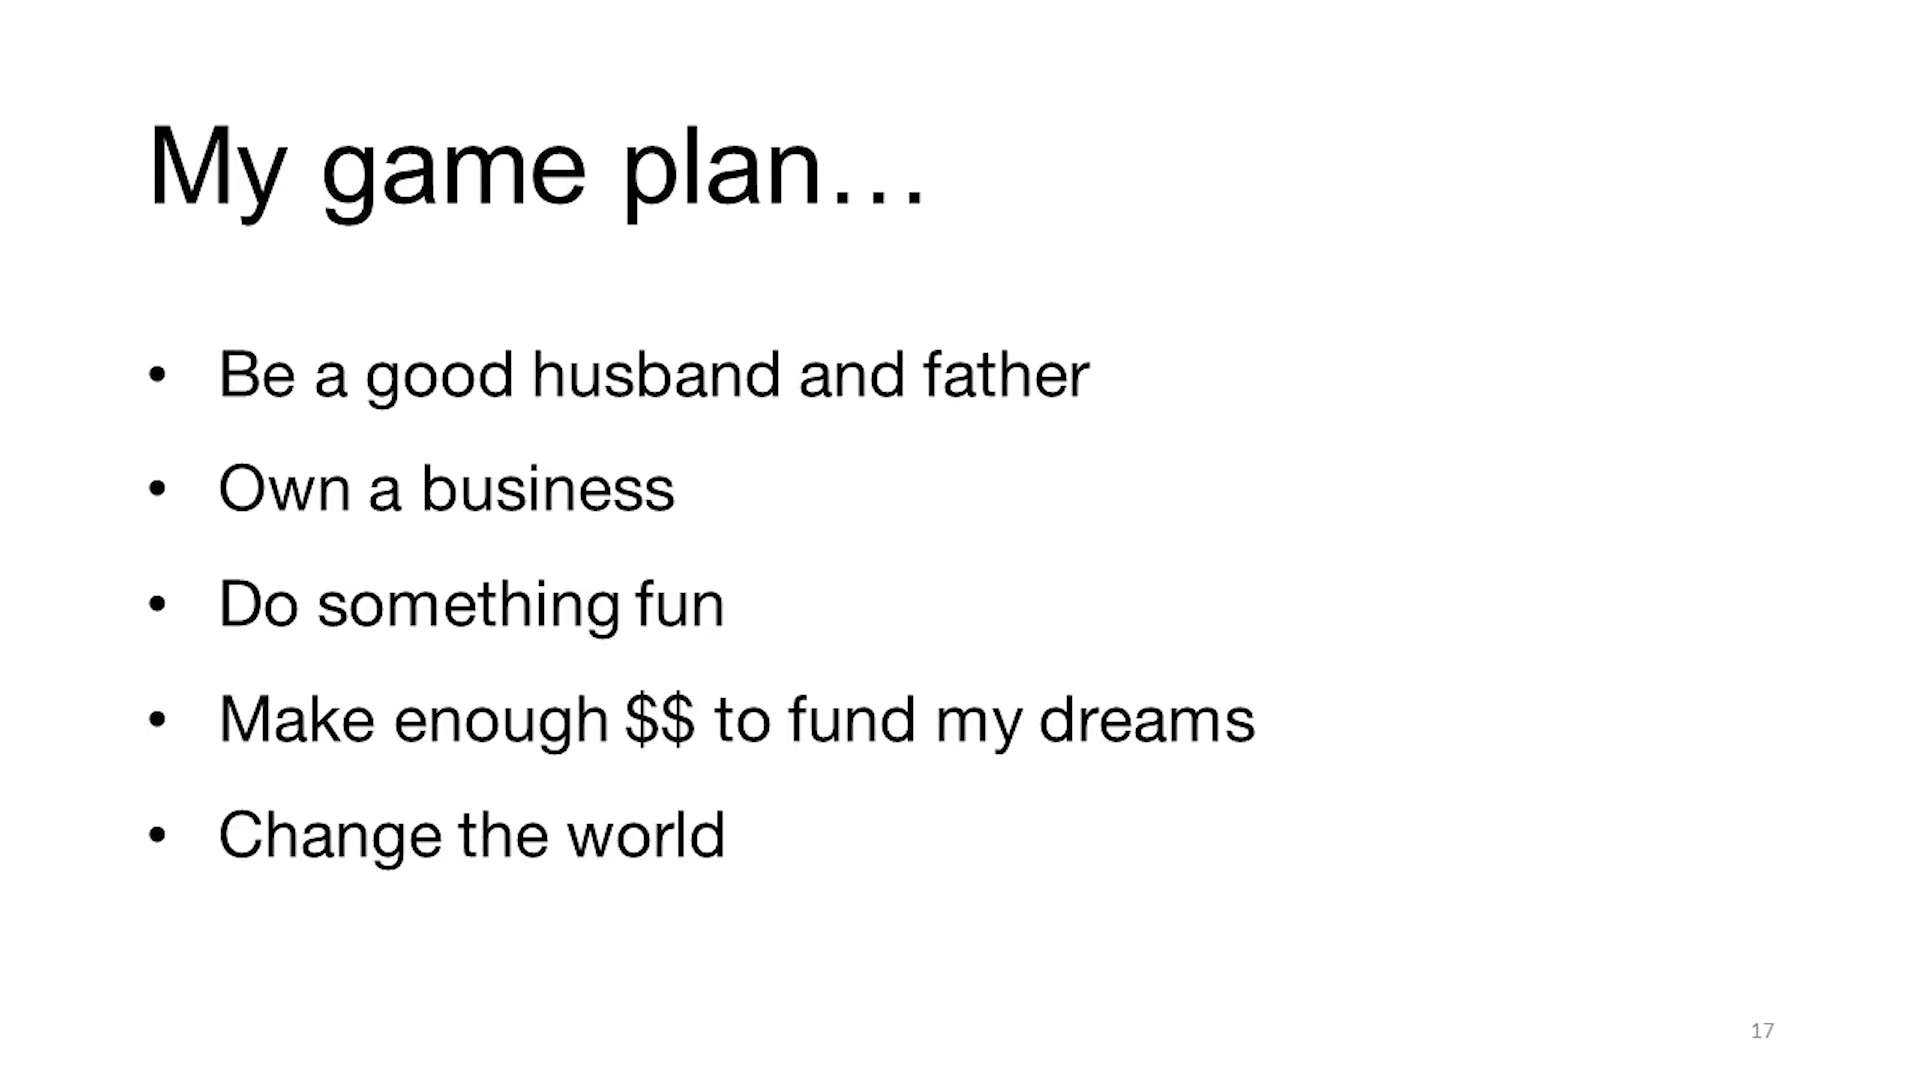 My game plan…
• Be a good husband and father
• Own a business
• Do something fun
• Make enough $$ to fund my dreams
• Change the world
17